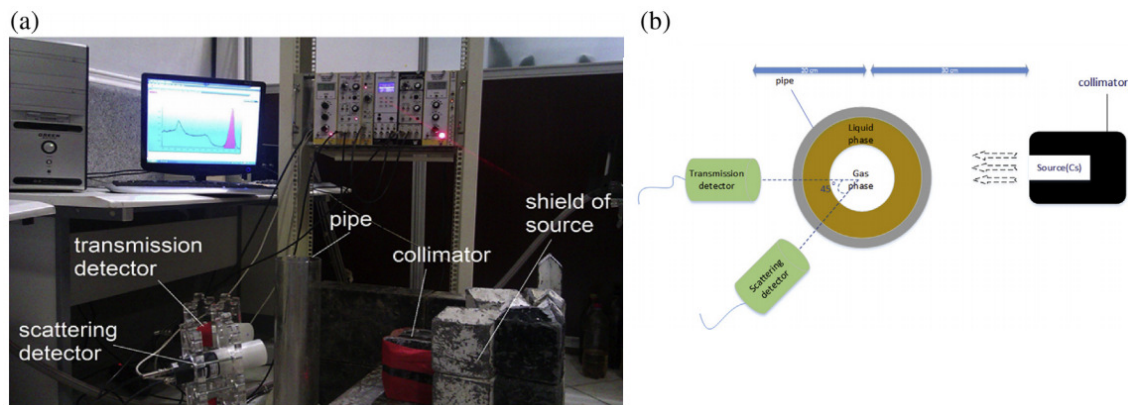 (a)
transmission
detector
scattering
detector
pipe
collimator
shield of
source
(b)
20 cm
30 cm
pipe
collimator
Liquid
phase
Gas
phase
45
Transmission
detector
Scattering
detector
Source(Cs)